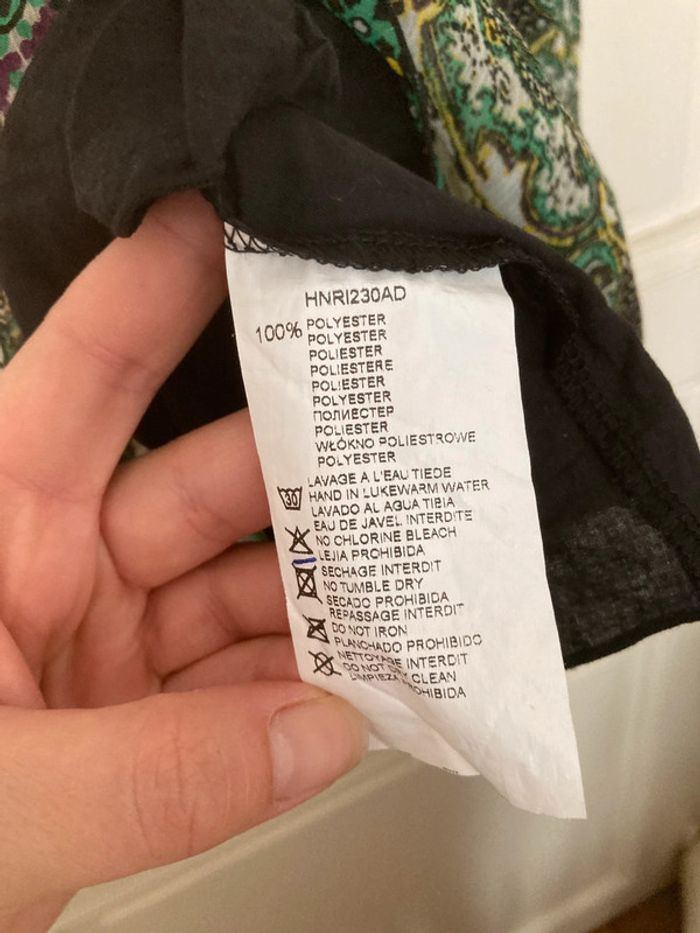 HNRI230AD
100% POLYESTER
POLYESTER
POLIESTER
POLIESTERE
POLIESTER
POLYESTER
ПОЛИЕСТЕР
POLIESTER
WŁÓKNO POLIESTROWE
POLYESTER
LAVAGE A L'EAU TIEDE
30 HAND IN LUKEWARM WATER
LAVADO AL AGUA TIBIA
EAU DE JAVEL INTERDITE
NO CHLORINE BLEACH
LEJIA PROHIBIDA
SECHAGE INTERDIT
NO TUMBLE DRY
SECADO PROHIBIDA
REPASSAGE INTERDIT
DO NOT IRON
PLANCHADO PROHIBIDO
NETTOYAGE INTERDIT
DO NOT DRY CLEAN
LIMPIEZA PROHIBIDA